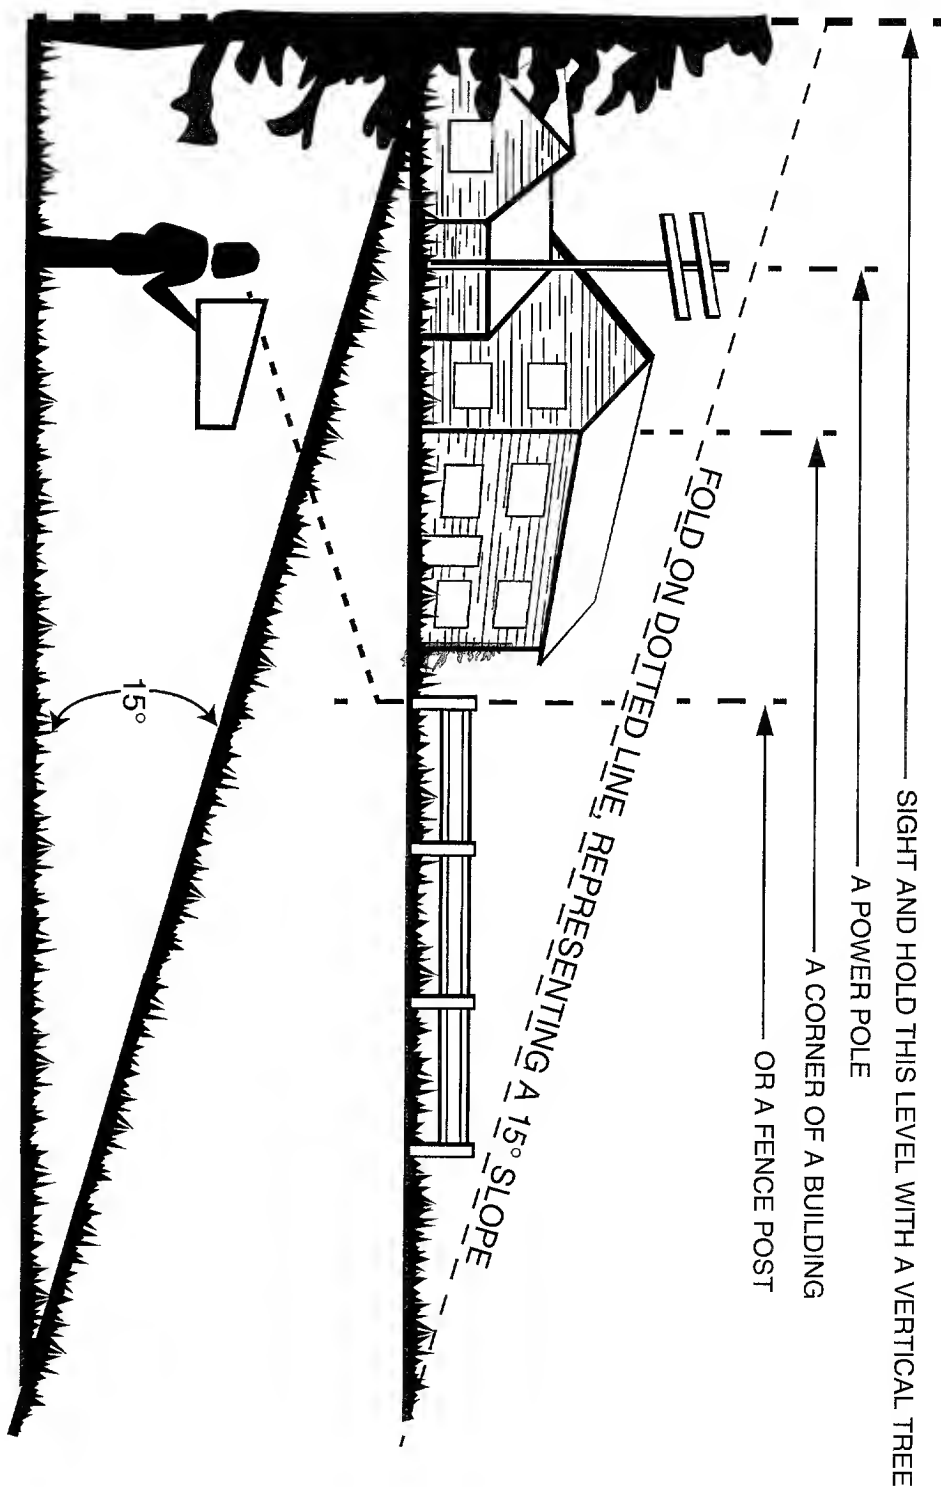 SIGHT AND HOLD THIS LEVEL WITH A VERTICAL TREE
A POWER POLE
A CORNER OF A BUILDING
OR A FENCE POST
FOLD ON DOTTED LINE, REPRESENTING A 15° SLOPE
15°